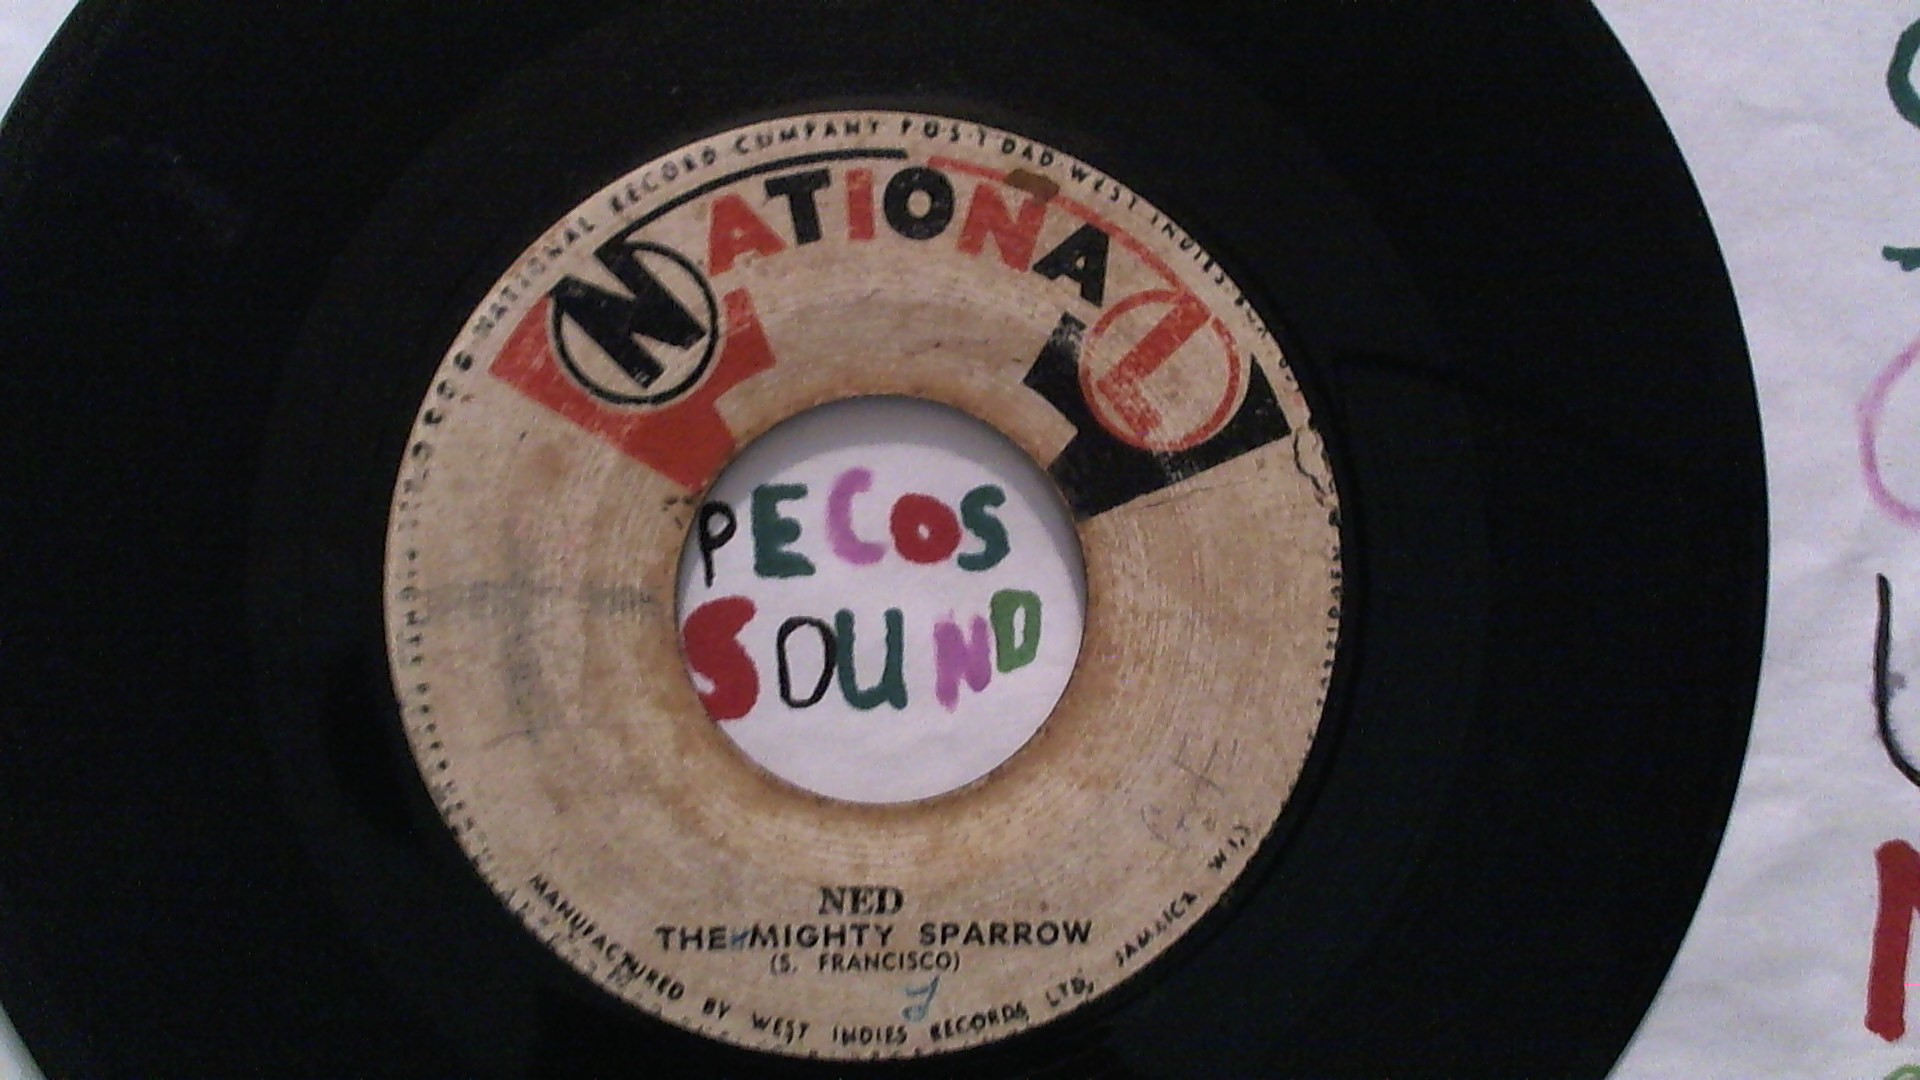 NATIONAL RECORD COMPANY P.O.S-T'DAD WEST INDIES
NATIONAL
PECOS
SOUND
NED
THE MIGHTY SPARROW
(S. FRANCISCO)
MANUFACTURED BY WEST INDIES RECORDS LTD, JAMAICA W.I.